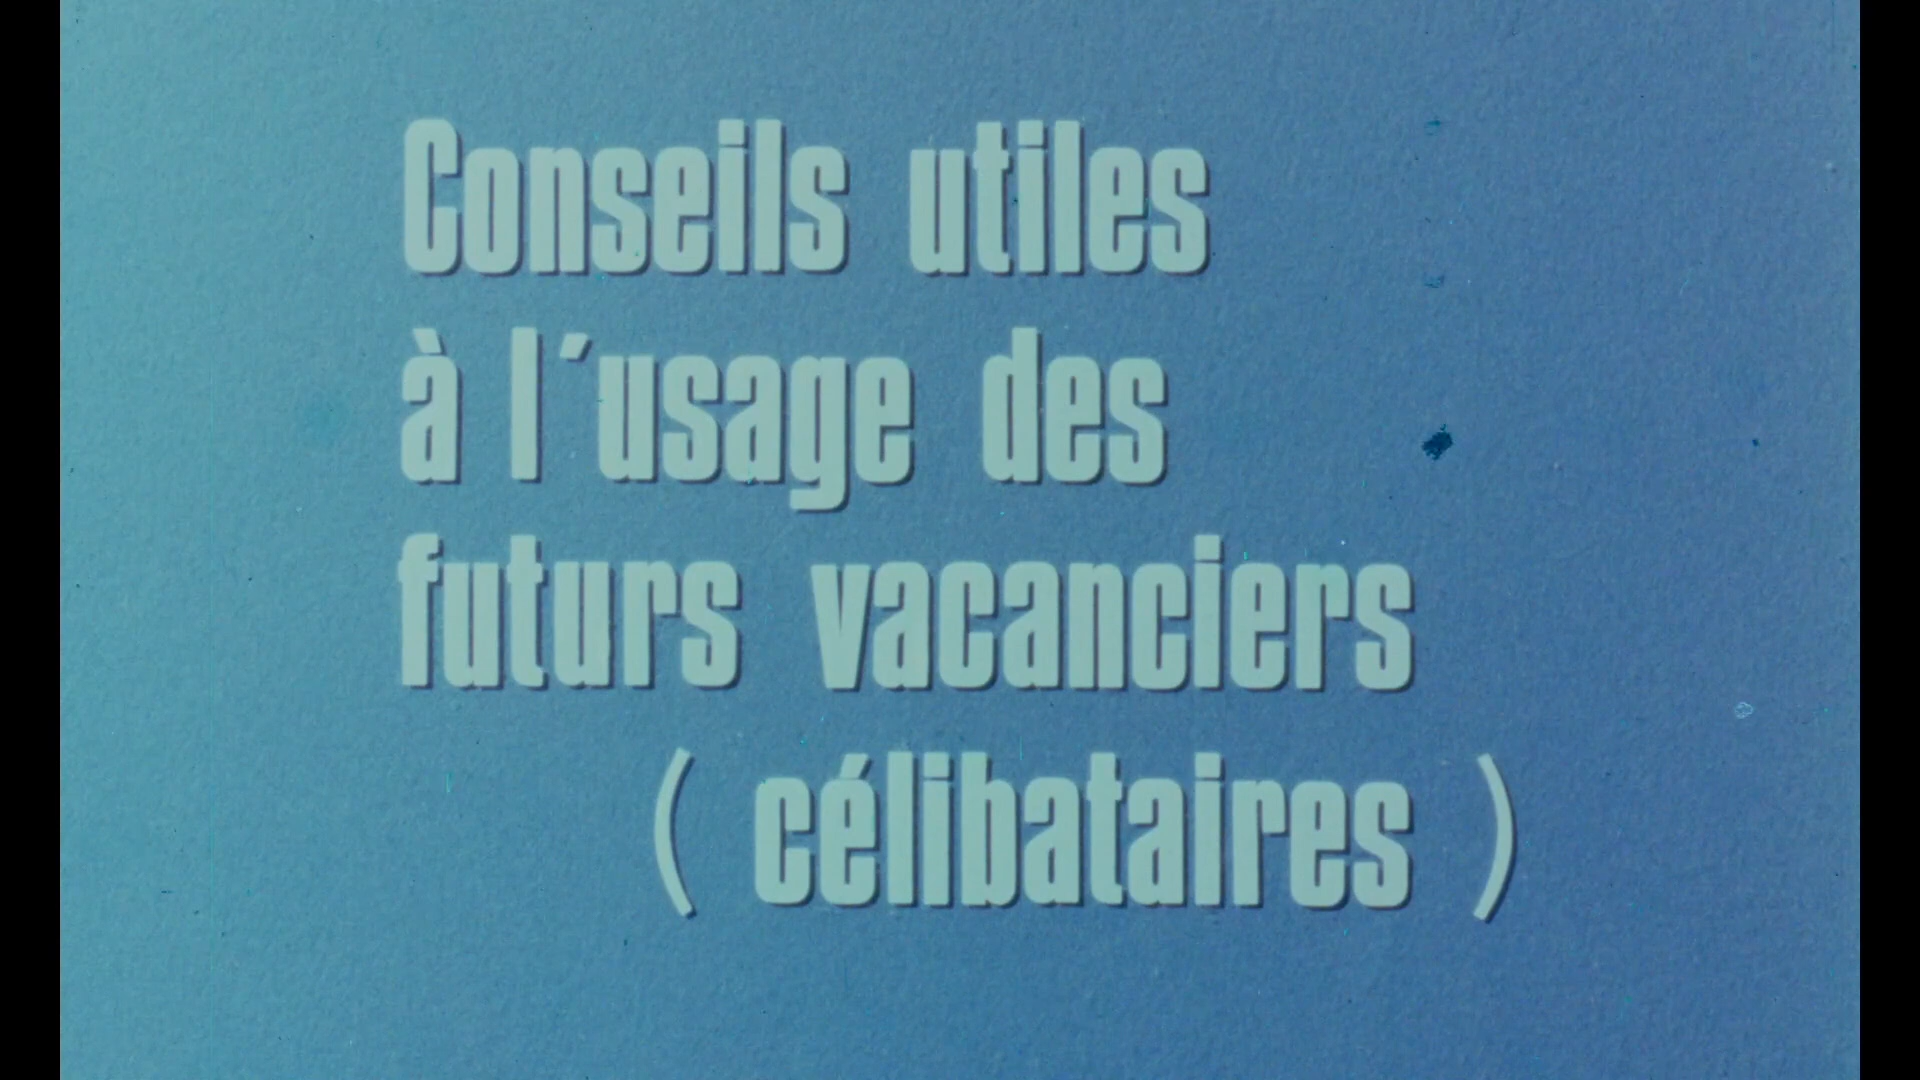 Conseils utiles
à l'usage des
futurs vacanciers
( célibataires )